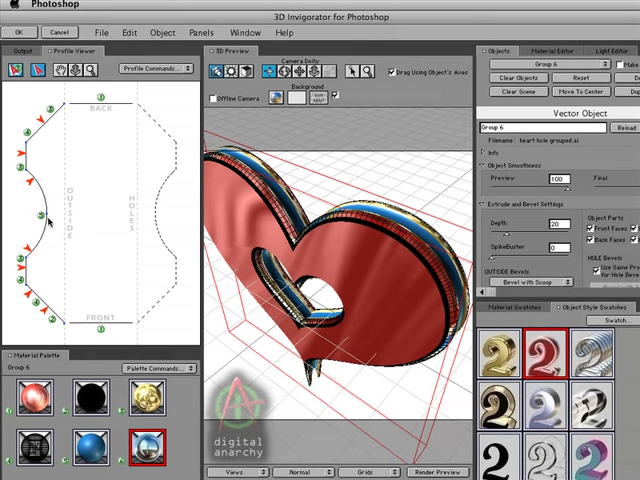 Photoshop
3D Invigorator for Photoshop
OK
Cancel
File
Edit
Object
Panels
Window
Help
Output
Profile Viewer
3D Preview
Objects
Material Editor
Light Editor
Profile Commands...
Camera Dolly
Drag Using Object's Axes
Background
Offline Camera
Group 6
Make
Clear Objects
Reset
Clear Scene
Move To Center
Vector Object
Group 6
Reload
Filename : heart hole grouped.ai
Info
Object Smoothness
Preview
100
Final
Extrude and Bevel Settings
Depth
20
SpikeBuster
0
Object Parts
Front Faces
Back Faces
HOLE Bevels
Use Same Pro
OUTSIDE Bevels
Bevel with Scoop
BACK
OUTSIDE
HOLES
FRONT
Material Palette
Group 6
Palette Commands...
Material Swatches
Object Style Swatches
Swatch...
digital
anarchy
Views
Normal
Grids
Render Preview